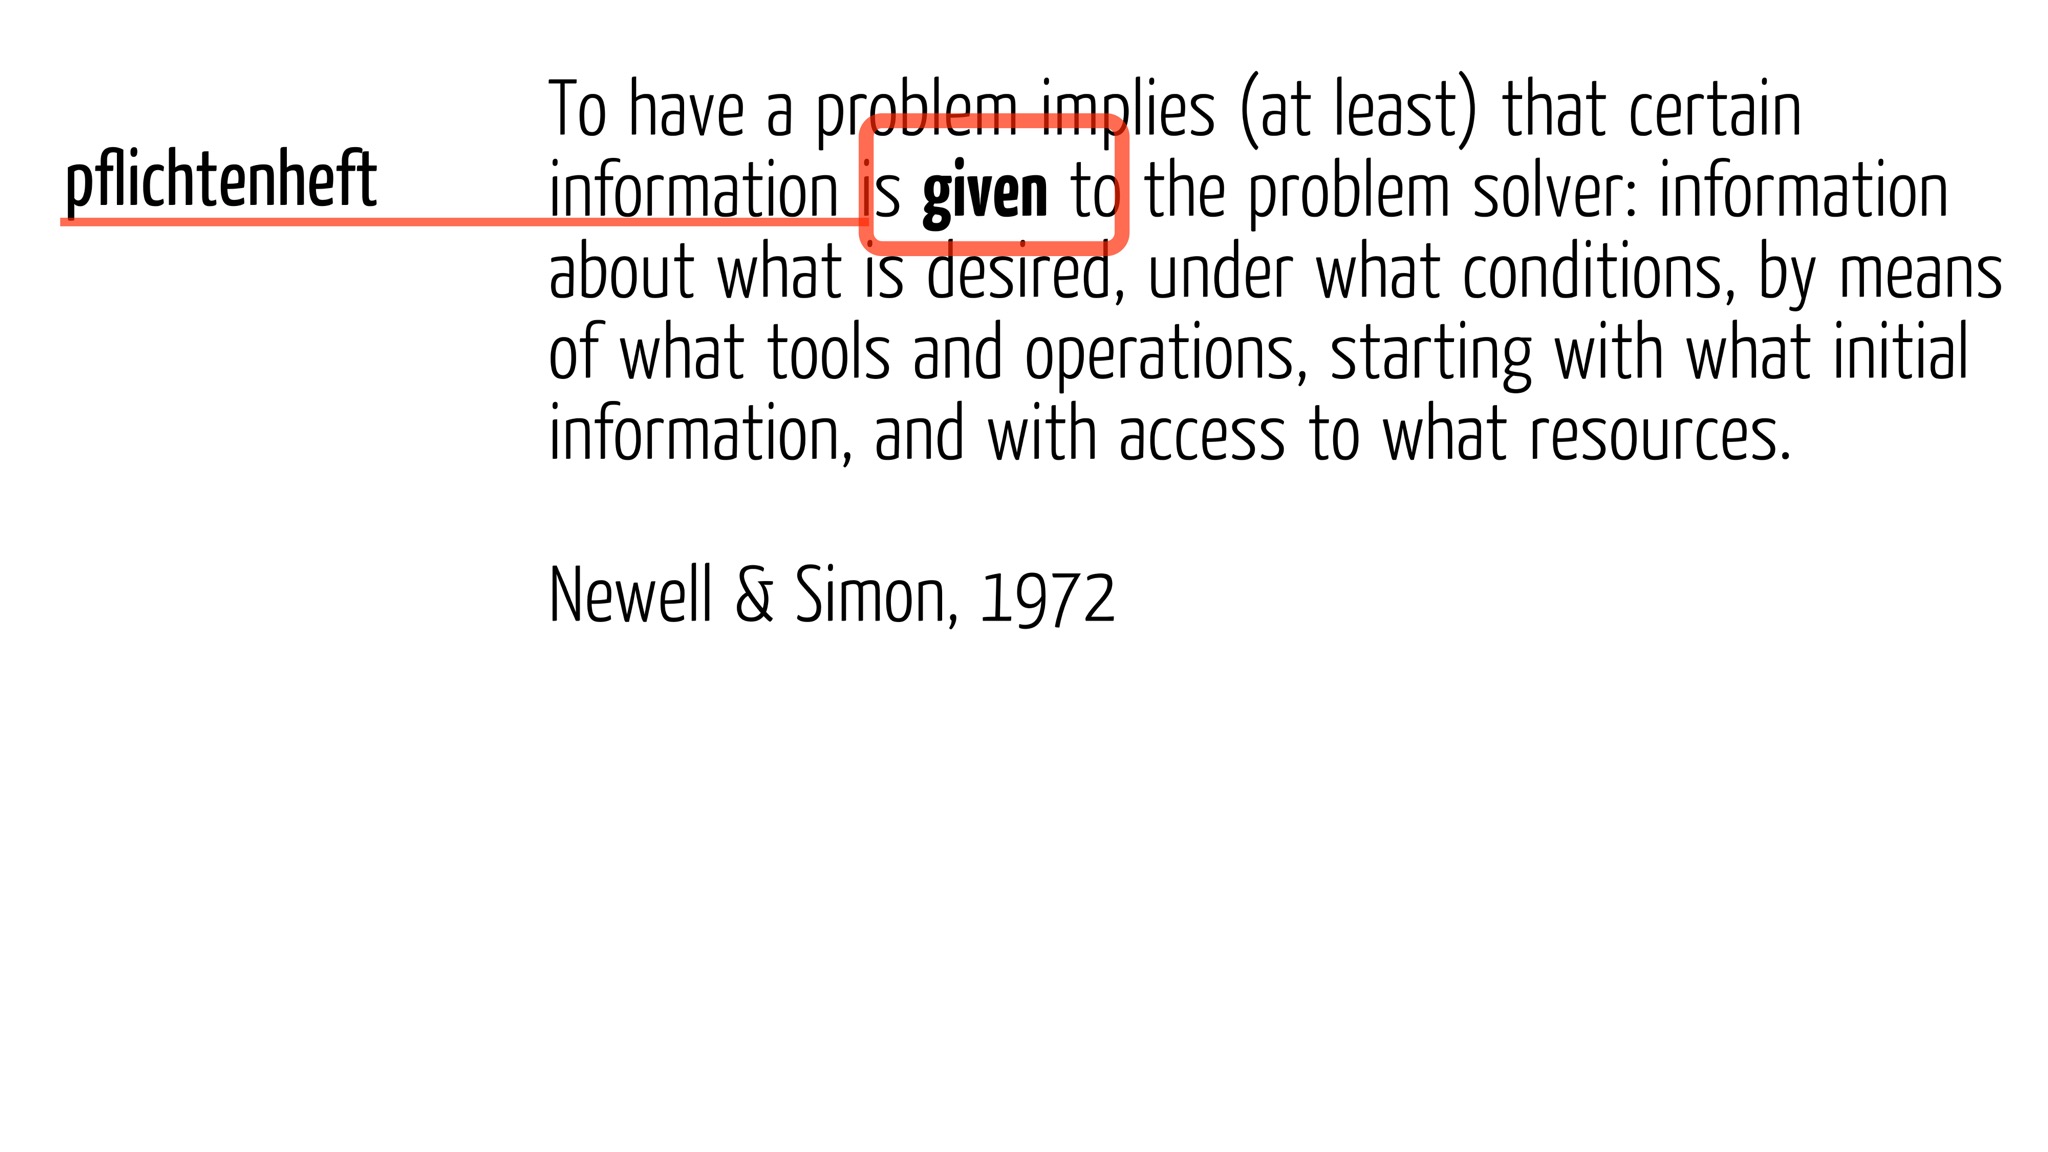 pflichtenheft
To have a problem implies (at least) that certain
information is given to the problem solver: information
about what is desired, under what conditions, by means
of what tools and operations, starting with what initial
information, and with access to what resources.
Newell & Simon, 1972